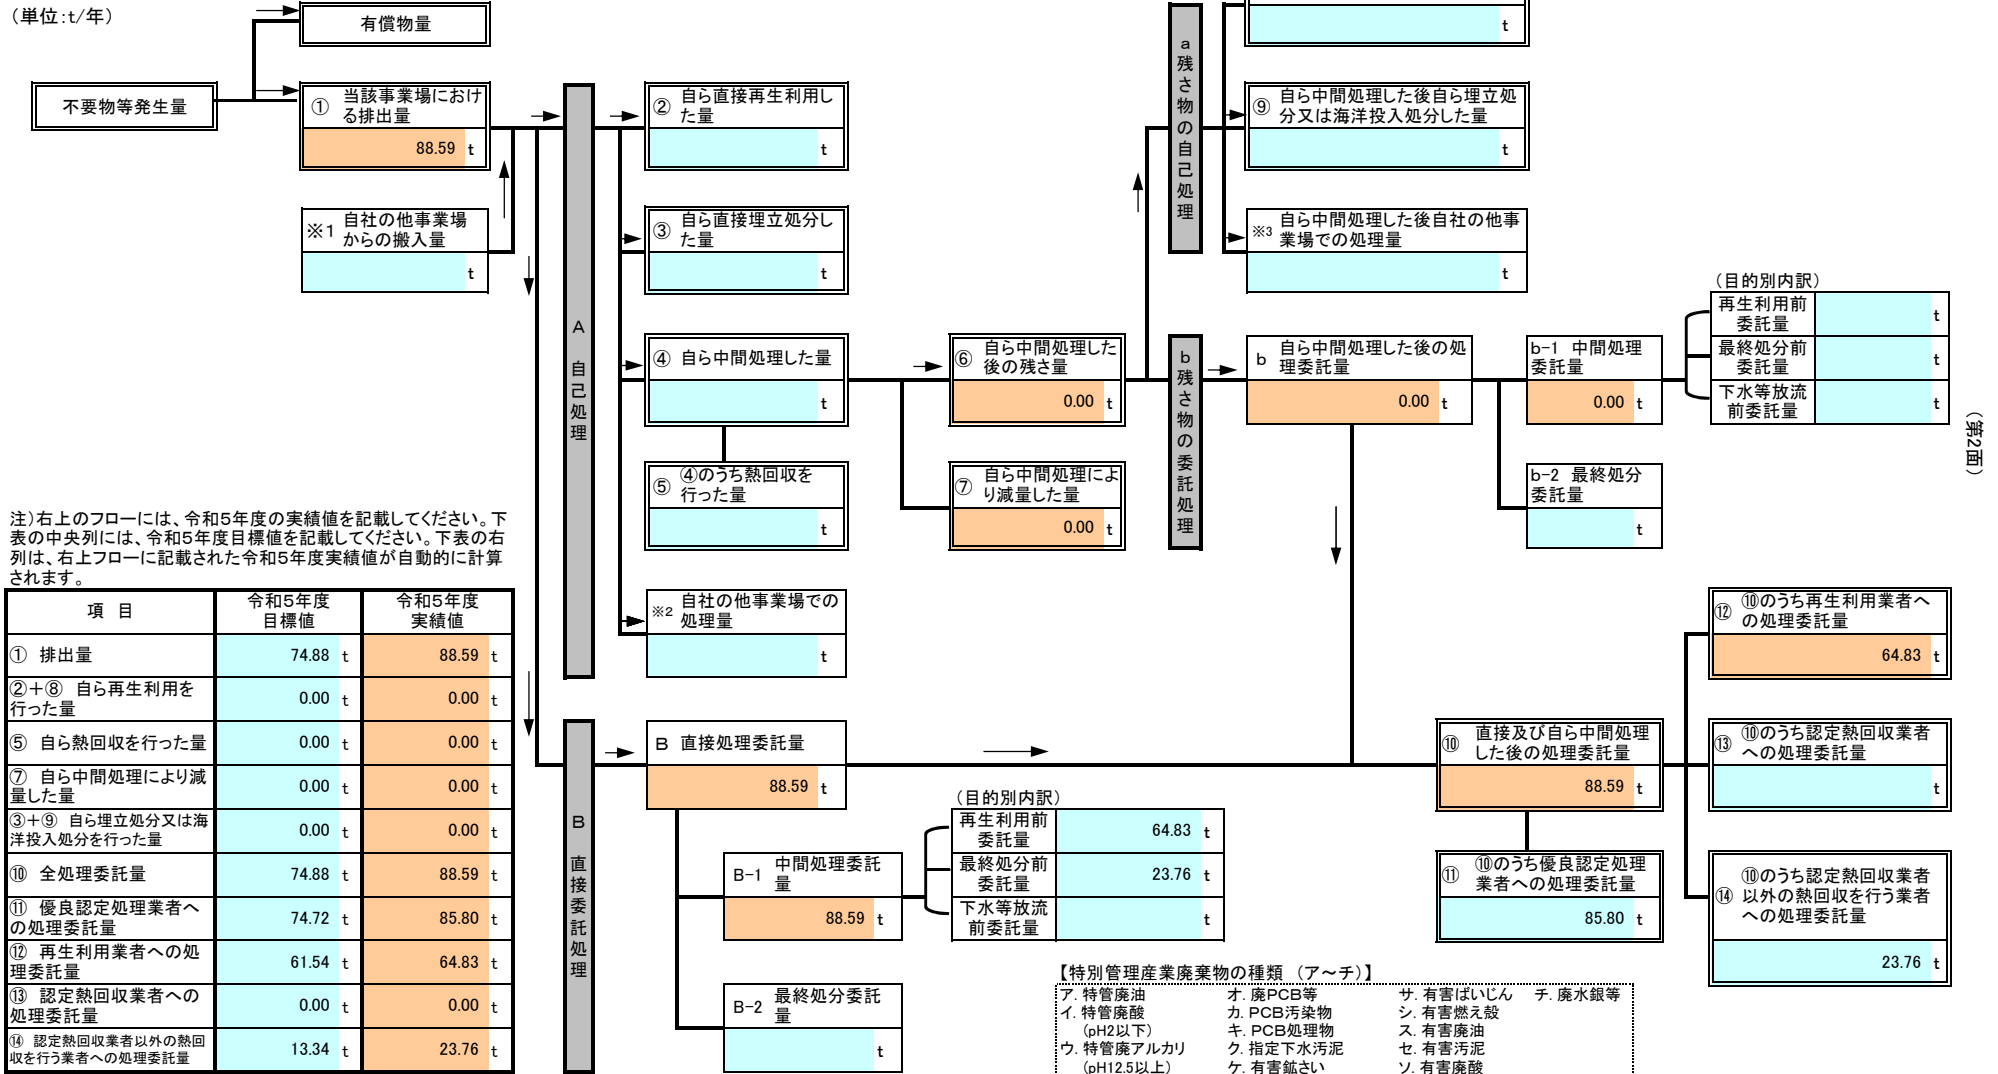 (単位:t/年)
有償物量
不要物等発生量
① 当該事業場におけ
る排出量
88.59 t
※1 自社の他事業場
からの搬入量
t
A 自己処理
② 自ら直接再生利用し
た量
t
③ 自ら直接埋立処分し
た量
t
④ 自ら中間処理した量
t
⑤ ④のうち熱回収を
行った量
t
※2 自社の他事業場での
処理量
t
⑥ 自ら中間処理した
後の残さ量
0.00 t
⑦ 自ら中間処理によ
り減量した量
0.00 t
a残さ物の自己処理
t
⑨ 自ら中間処理した後自ら埋立処
分又は海洋投入処分した量
t
※3 自ら中間処理した後自社の他事
業場での処理量
t
b残さ物の委託処理
b 自ら中間処理した後の処
理委託量
0.00 t
b-1 中間処理
委託量
0.00 t
b-2 最終処分
委託量
t
(目的別内訳)
再生利用前
委託量
t
最終処分前
委託量
t
下水等放流
前委託量
t
(第2面)
注)右上のフローには、令和5年度の実績値を記載してください。下
表の中央列には、令和5年度目標値を記載してください。下表の右
列は、右上フローに記載された令和5年度実績値が自動的に計算
されます。
項 目 令和5年度
目標値 令和5年度
実績値
① 排出量 74.88 t 88.59 t
②+⑧ 自ら再生利用を
行った量 0.00 t 0.00 t
⑤ 自ら熱回収を行った量 0.00 t 0.00 t
⑦ 自ら中間処理により減
量した量 0.00 t 0.00 t
③+⑨ 自ら埋立処分又は海
洋投入処分を行った量 0.00 t 0.00 t
⑩ 全処理委託量 74.88 t 88.59 t
⑪ 優良認定処理業者へ
の処理委託量 74.72 t 85.80 t
⑫ 再生利用業者への処
理委託量 61.54 t 64.83 t
⑬ 認定熱回収業者への
処理委託量 0.00 t 0.00 t
⑭ 認定熱回収業者以外の熱回
収を行う業者への処理委託量 13.34 t 23.76 t
B 直接委託処理
B 直接処理委託量
88.59 t
B-1 中間処理委託
量
88.59 t
B-2 最終処分委託
量
t
(目的別内訳)
再生利用前
委託量
64.83 t
最終処分前
委託量
23.76 t
下水等放流
前委託量
t
⑩ 直接及び自ら中間処理
した後の処理委託量
88.59 t
⑪ ⑩のうち優良認定処理
業者への処理委託量
85.80 t
⑫ ⑩のうち再生利用業者へ
の処理委託量
64.83 t
⑬ ⑩のうち認定熱回収業者
への処理委託量
t
⑭ ⑩のうち認定熱回収業者
以外の熱回収を行う業者
への処理委託量
23.76 t
【特別管理産業廃棄物の種類 (ア~チ)】
ア. 特管廃油 オ. 廃PCB等 サ. 有害ばいじん チ. 廃水銀等
イ. 特管廃酸 カ. PCB汚染物 シ. 有害燃え殻
(pH2以下) キ. PCB処理物 ス. 有害廃油
ウ. 特管廃アルカリ ク. 指定下水汚泥 セ. 有害汚泥
(pH12.5以上) ケ. 有害鉱さい ソ. 有害廃酸